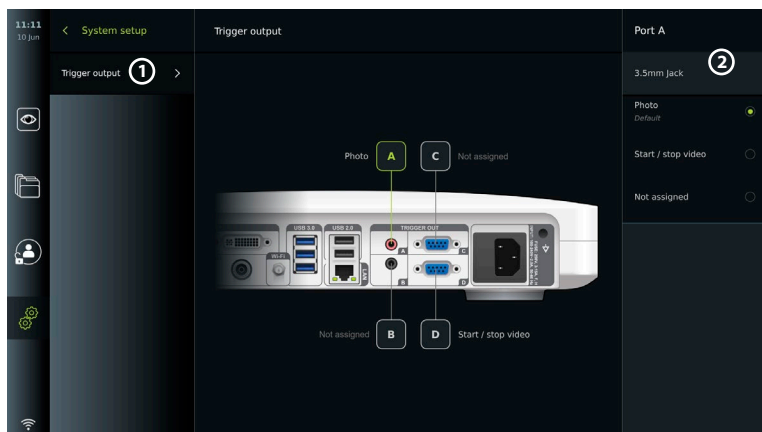 11:11
10 Jun
System setup
Trigger output
Port A
Trigger output
1
3.5mm Jack
2
Photo
Default
Start / stop video
Not assigned
Photo
A
C
Not assigned
USB 3.0
USB 2.0
TRIGGER OUT
Wi-Fi
LAN
A
C
B
D
Not assigned
B
D
Start / stop video